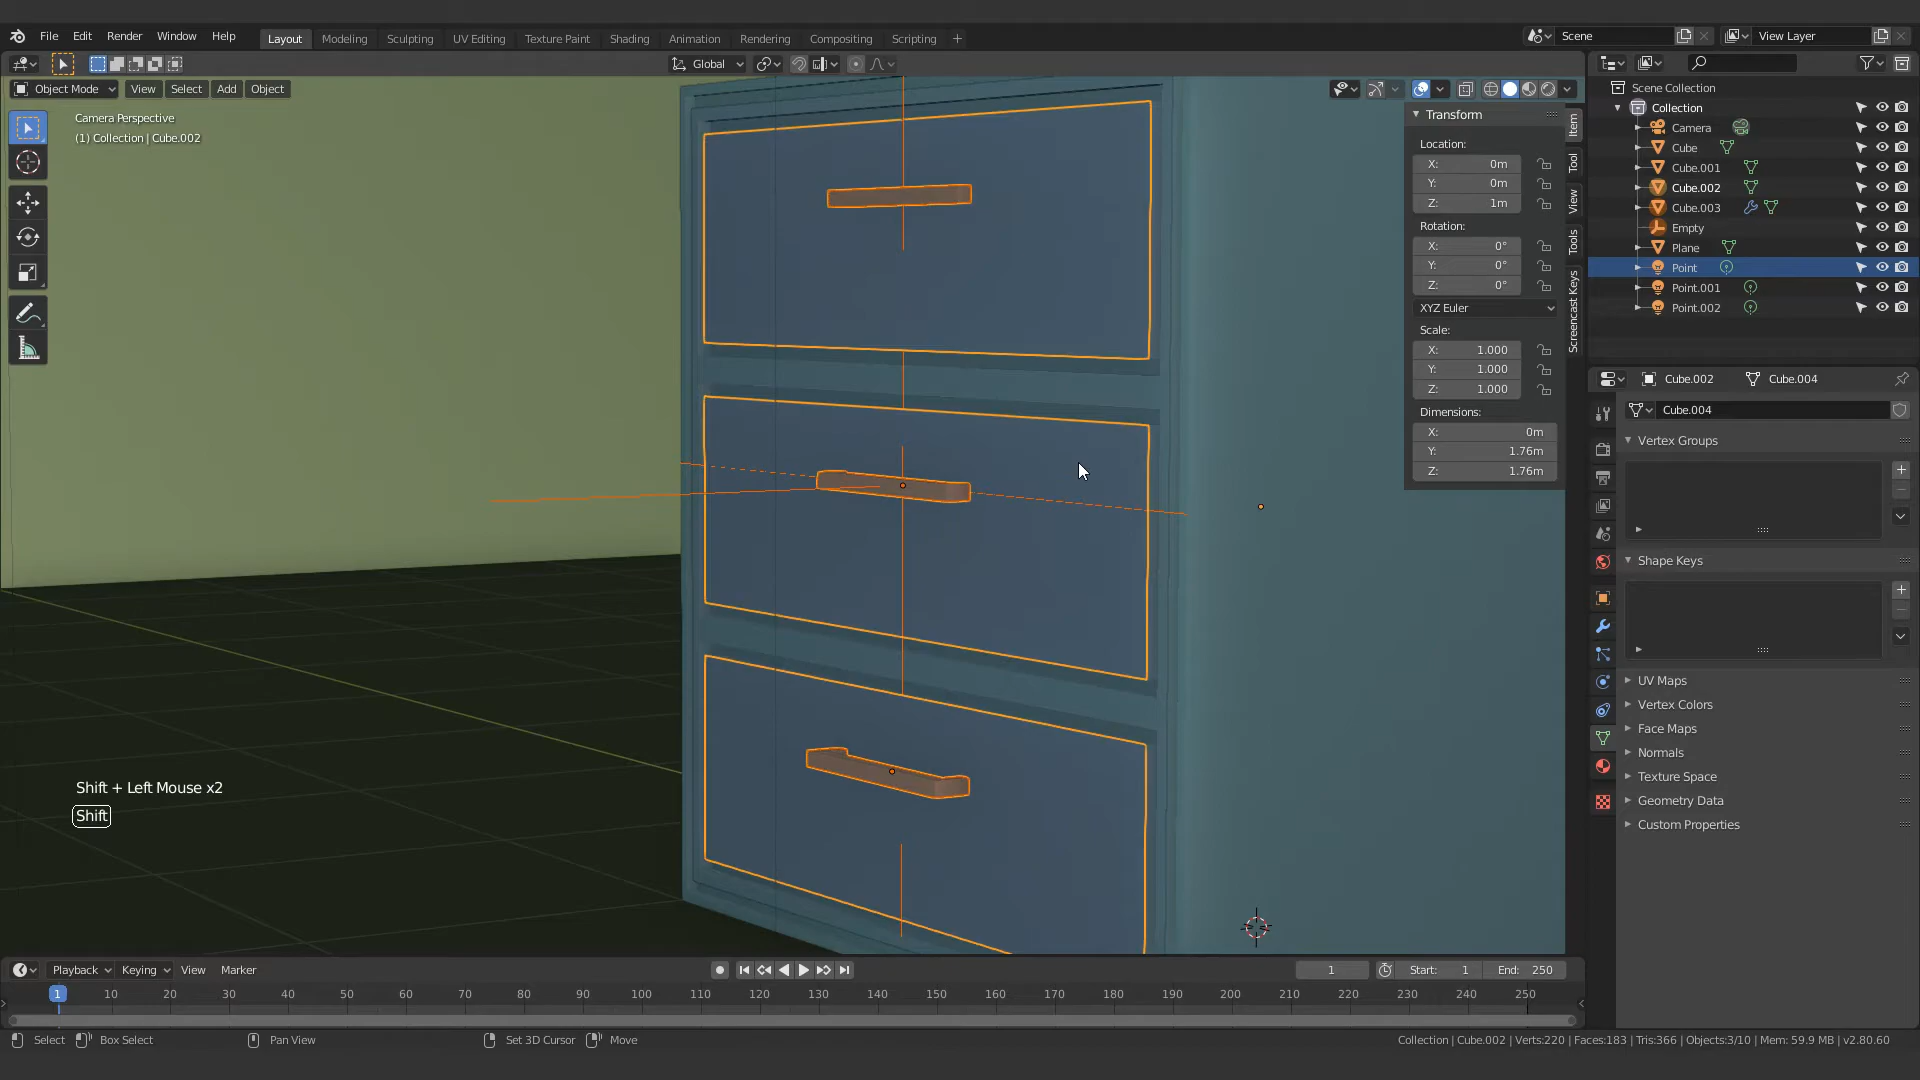 File Edit Render Window Help Layout Modeling Sculpting UV Editing Texture Paint Shading Animation Rendering Compositing Scripting + Scene View Layer
Global
Object Mode View Select Add Object
Camera Perspective
(1) Collection | Cube.002
Transform
Location:
X: 0m
Y: 0m
Z: 1m
Rotation:
X: 0°
Y: 0°
Z: 0°
XYZ Euler
Scale:
X: 1.000
Y: 1.000
Z: 1.000
Dimensions:
X: 0m
Y: 1.76m
Z: 1.76m
Item
Tool
View
Tools
Screencast Keys
Scene Collection
Collection
Camera
Cube
Cube.001
Cube.002
Cube.003
Empty
Plane
Point
Point.001
Point.002
Cube.002 Cube.004
Cube.004
Vertex Groups
Shape Keys
UV Maps
Vertex Colors
Face Maps
Normals
Texture Space
Geometry Data
Custom Properties
Shift + Left Mouse x2
Shift
Playback Keying View Marker 1 Start: 1 End: 250
1 10 20 30 40 50 60 70 80 90 100 110 120 130 140 150 160 170 180 190 200 210 220 230 240 250
Select Box Select Pan View Set 3D Cursor Move Collection | Cube.002 | Verts:220 | Faces:183 | Tris:366 | Objects:3/10 | Mem: 59.9 MB | v2.80.60